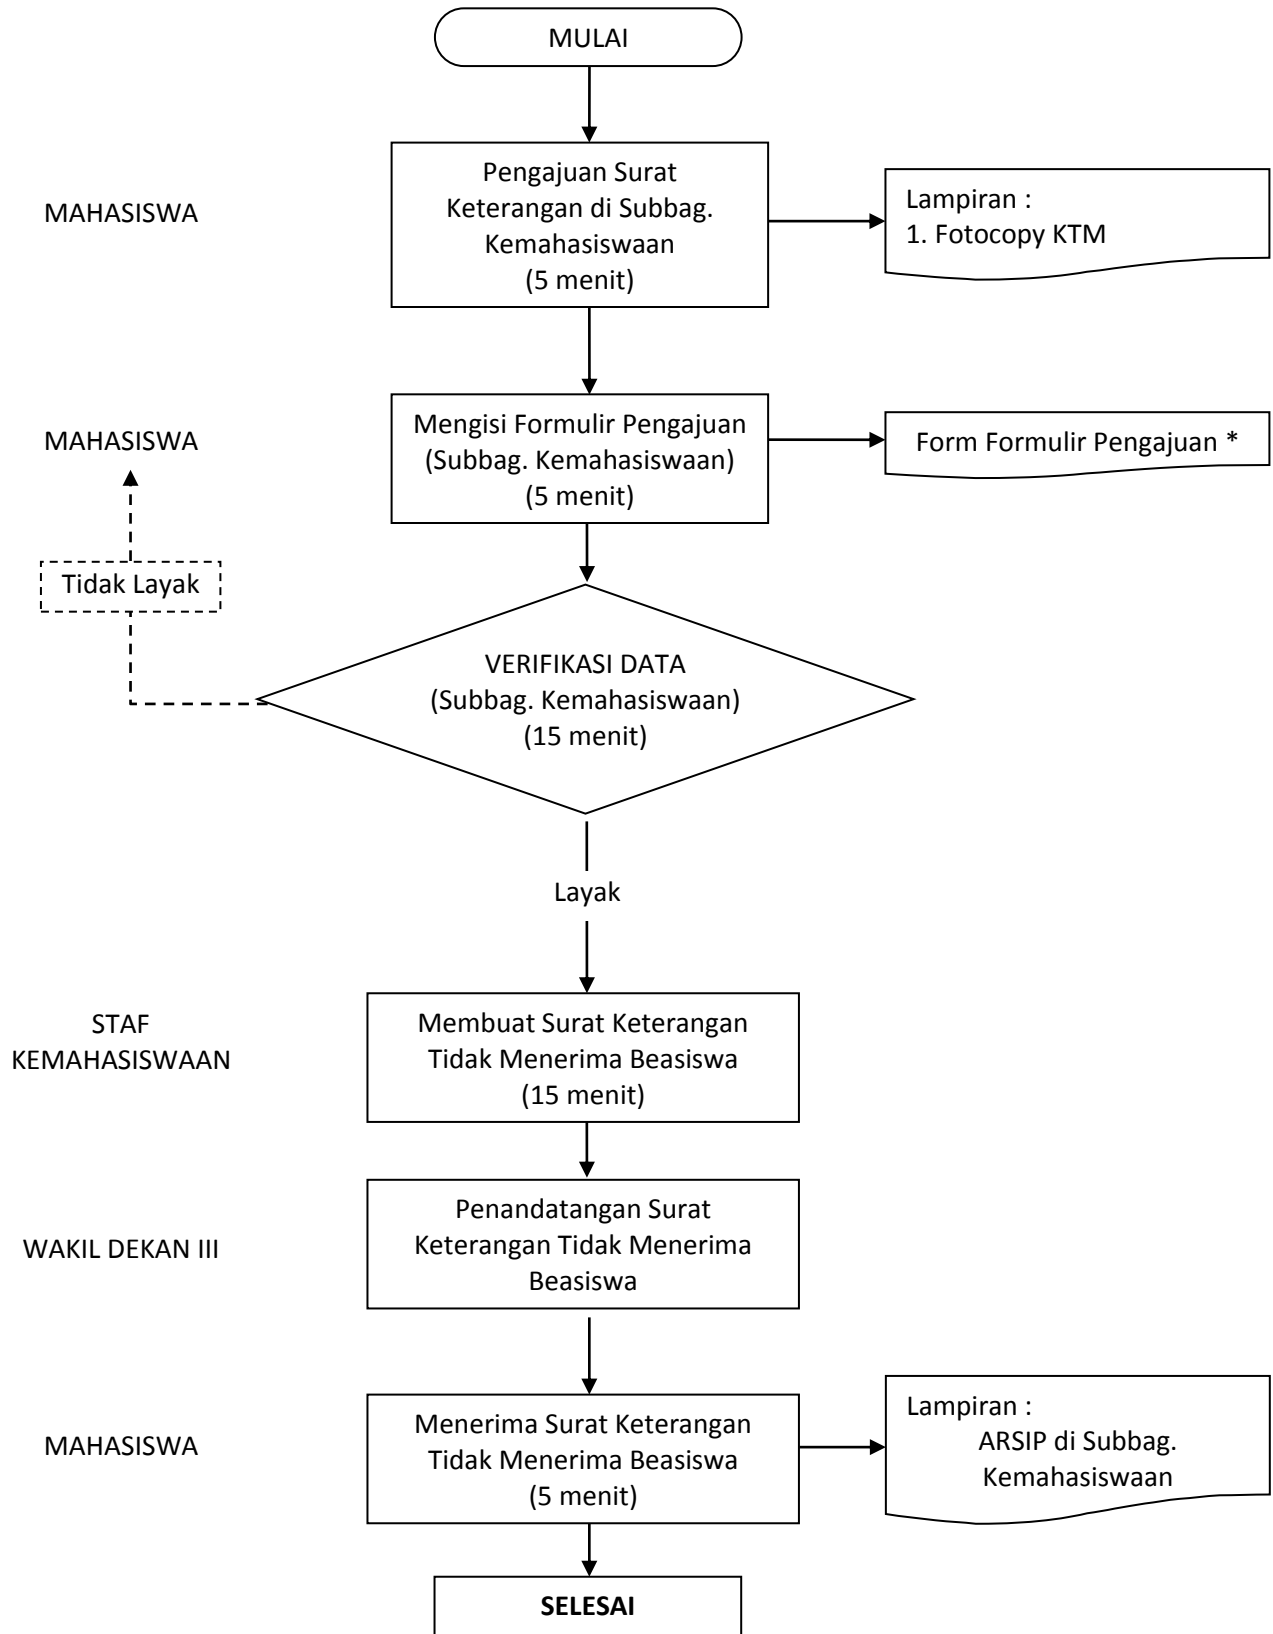 MULAI
MAHASISWA
Pengajuan Surat
Keterangan di Subbag.
Kemahasiswaan
(5 menit)
Lampiran :
1. Fotocopy KTM
MAHASISWA
Mengisi Formulir Pengajuan
(Subbag. Kemahasiswaan)
(5 menit)
Form Formulir Pengajuan *
Tidak Layak
VERIFIKASI DATA
(Subbag. Kemahasiswaan)
(15 menit)
Layak
STAF
KEMAHASISWAAN
Membuat Surat Keterangan
Tidak Menerima Beasiswa
(15 menit)
WAKIL DEKAN III
Penandatangan Surat
Keterangan Tidak Menerima
Beasiswa
MAHASISWA
Menerima Surat Keterangan
Tidak Menerima Beasiswa
(5 menit)
Lampiran :
ARSIP di Subbag.
Kemahasiswaan
SELESAI